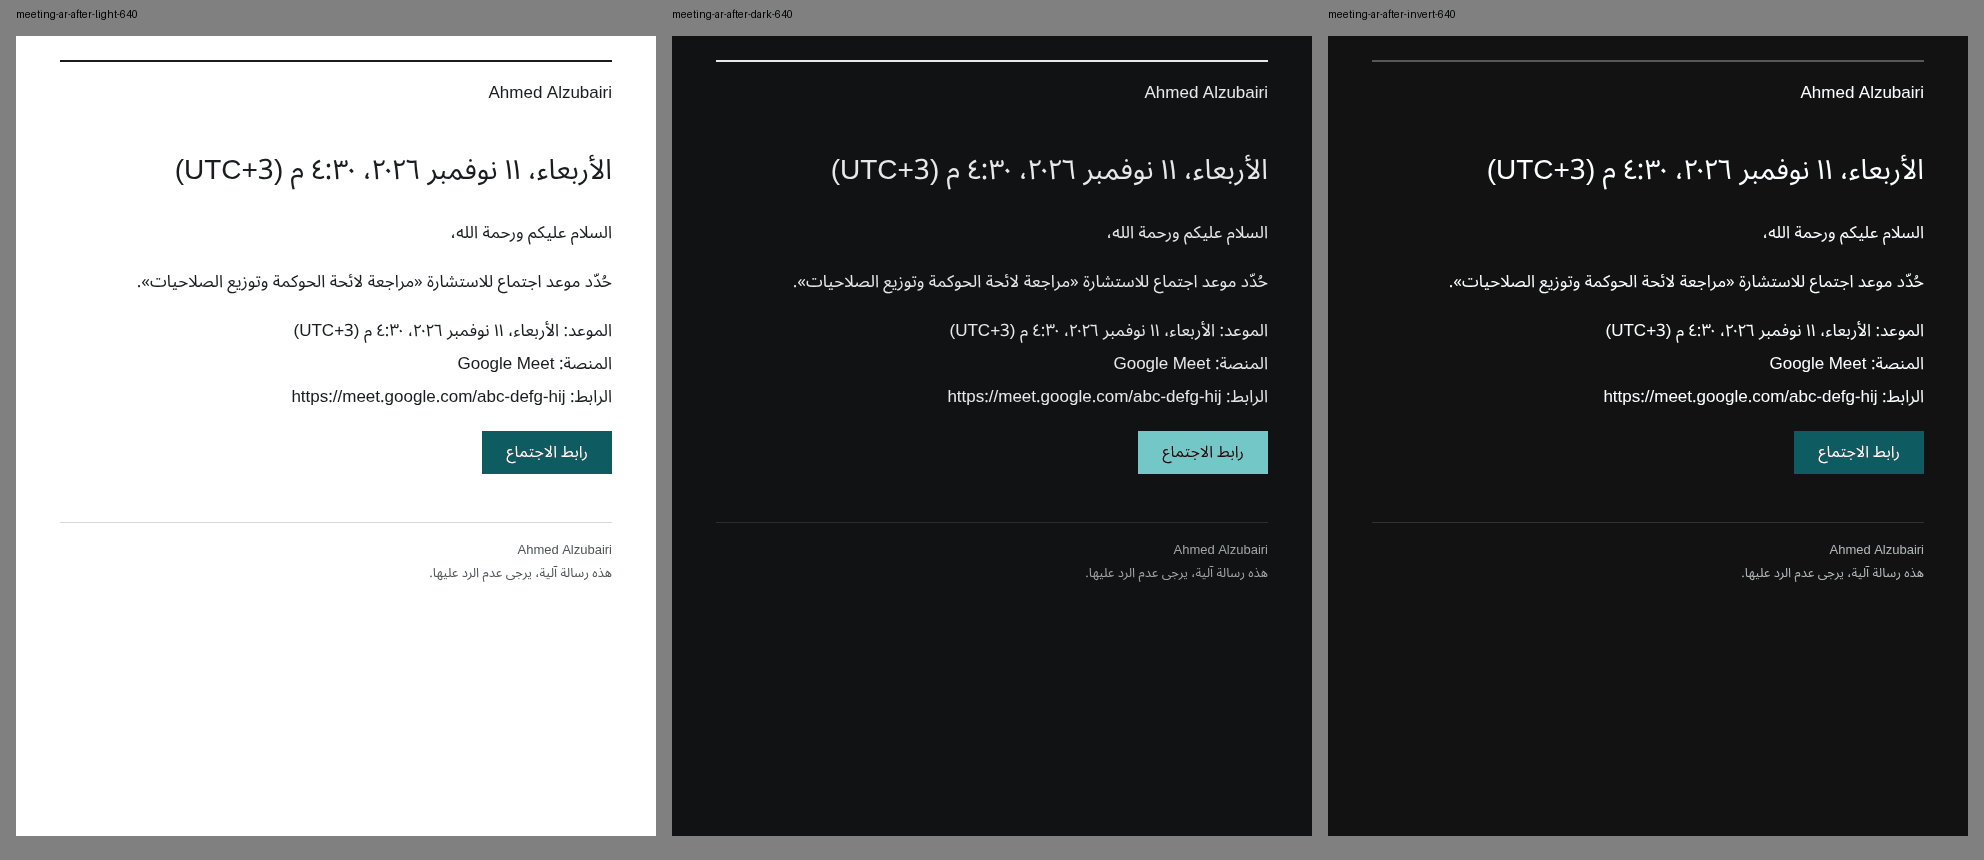 meeting-ar-after-light-640
Ahmed Alzubairi
الأربعاء، ١١ نوفمبر ٢٠٢٦، ٤:٣٠ م (UTC+3)
السلام عليكم ورحمة الله،
حُدّد موعد اجتماع للاستشارة «مراجعة لائحة الحوكمة وتوزيع الصلاحيات».
الموعد: الأربعاء، ١١ نوفمبر ٢٠٢٦، ٤:٣٠ م (UTC+3)
المنصة: Google Meet
الرابط: https://meet.google.com/abc-defg-hij
رابط الاجتماع
Ahmed Alzubairi
هذه رسالة آلية، يرجى عدم الرد عليها.
meeting-ar-after-dark-640
Ahmed Alzubairi
الأربعاء، ١١ نوفمبر ٢٠٢٦، ٤:٣٠ م (UTC+3)
السلام عليكم ورحمة الله،
حُدّد موعد اجتماع للاستشارة «مراجعة لائحة الحوكمة وتوزيع الصلاحيات».
الموعد: الأربعاء، ١١ نوفمبر ٢٠٢٦، ٤:٣٠ م (UTC+3)
المنصة: Google Meet
الرابط: https://meet.google.com/abc-defg-hij
رابط الاجتماع
Ahmed Alzubairi
هذه رسالة آلية، يرجى عدم الرد عليها.
meeting-ar-after-invert-640
Ahmed Alzubairi
الأربعاء، ١١ نوفمبر ٢٠٢٦، ٤:٣٠ م (UTC+3)
السلام عليكم ورحمة الله،
حُدّد موعد اجتماع للاستشارة «مراجعة لائحة الحوكمة وتوزيع الصلاحيات».
الموعد: الأربعاء، ١١ نوفمبر ٢٠٢٦، ٤:٣٠ م (UTC+3)
المنصة: Google Meet
الرابط: https://meet.google.com/abc-defg-hij
رابط الاجتماع
Ahmed Alzubairi
هذه رسالة آلية، يرجى عدم الرد عليها.